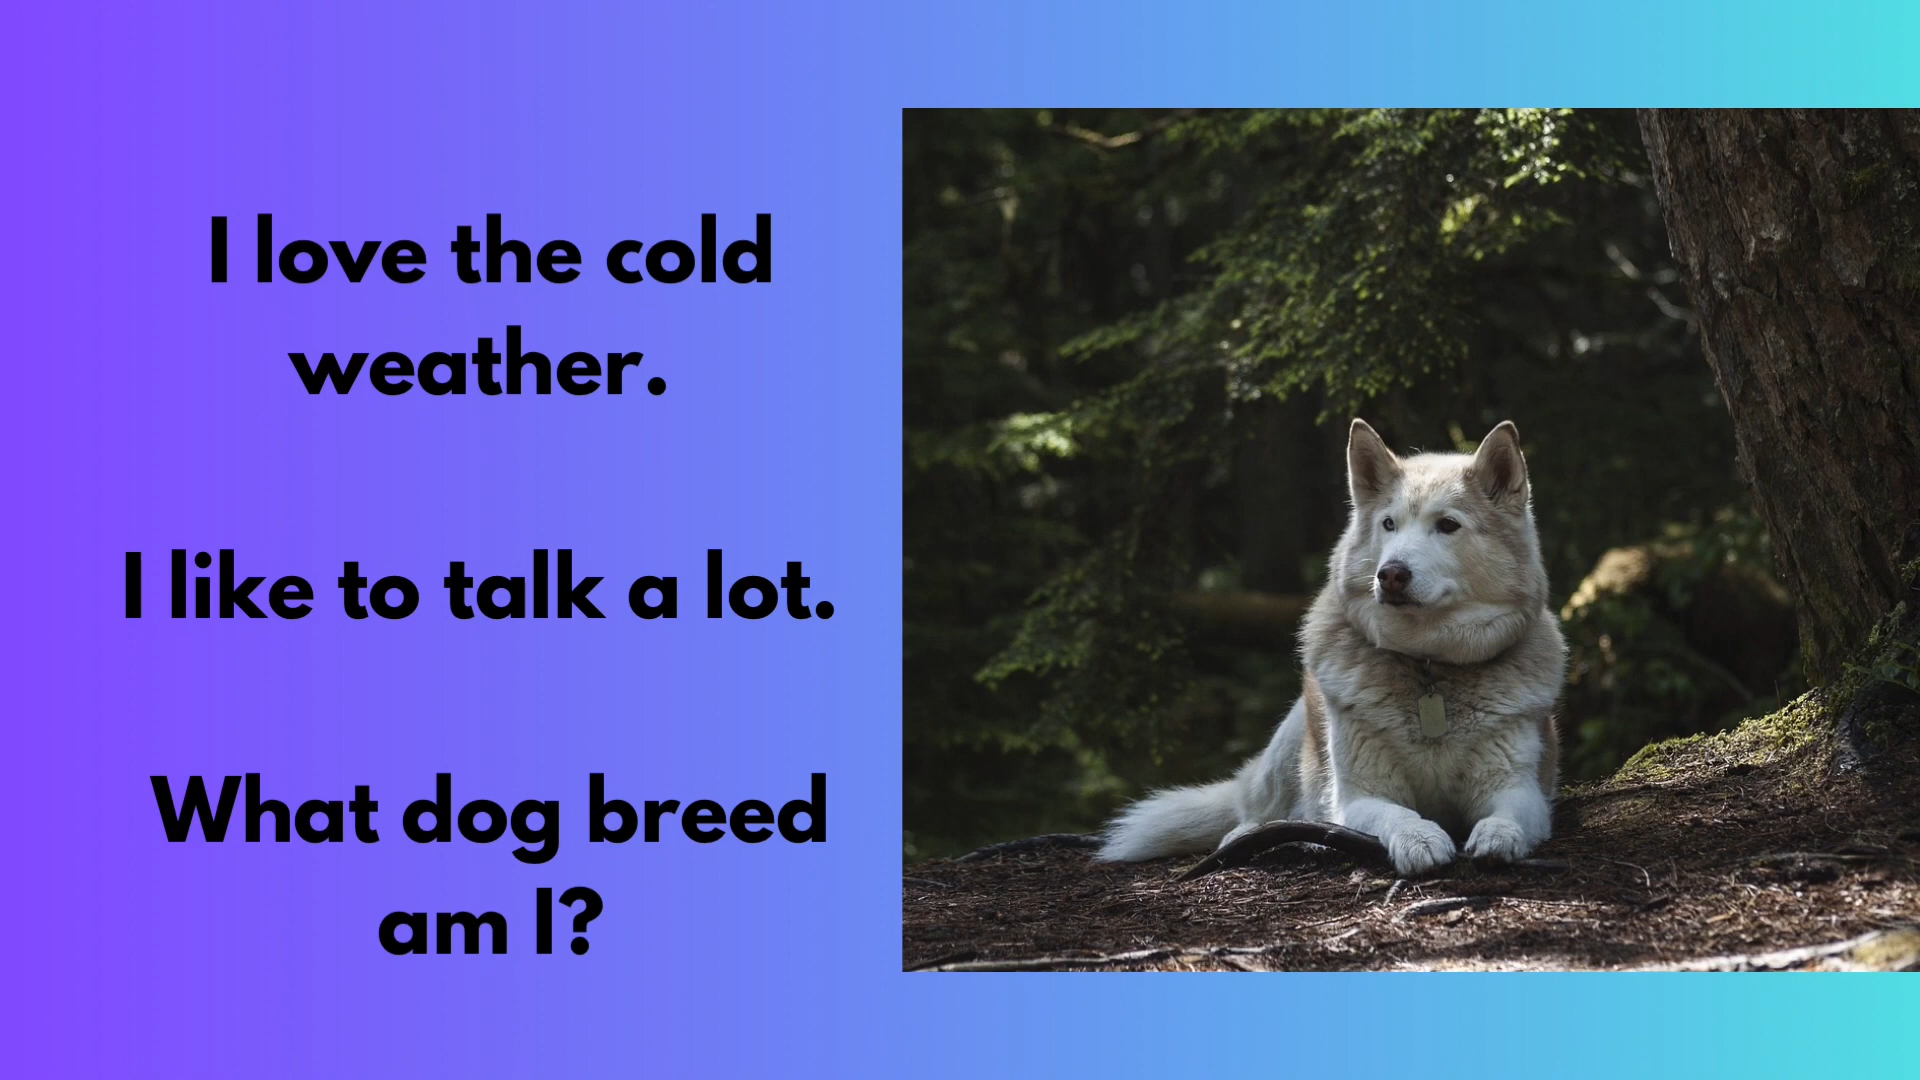 I love the cold
weather.
I like to talk a lot.
What dog breed
am I?